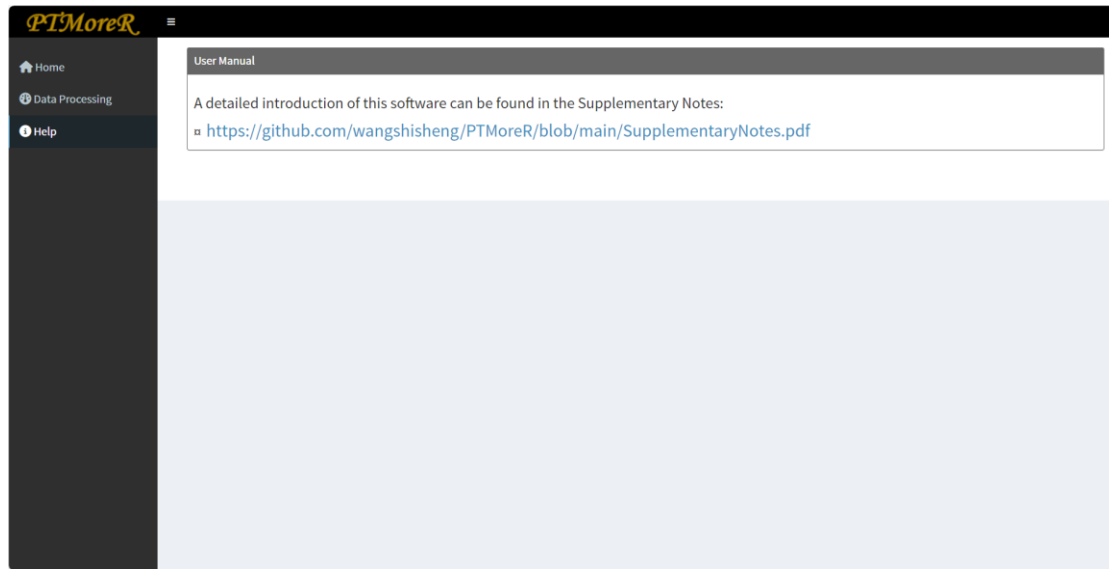 PTMoreR
Home
Data Processing
Help
User Manual
A detailed introduction of this software can be found in the Supplementary Notes:
¤ https://github.com/wangshisheng/PTMoreR/blob/main/SupplementaryNotes.pdf